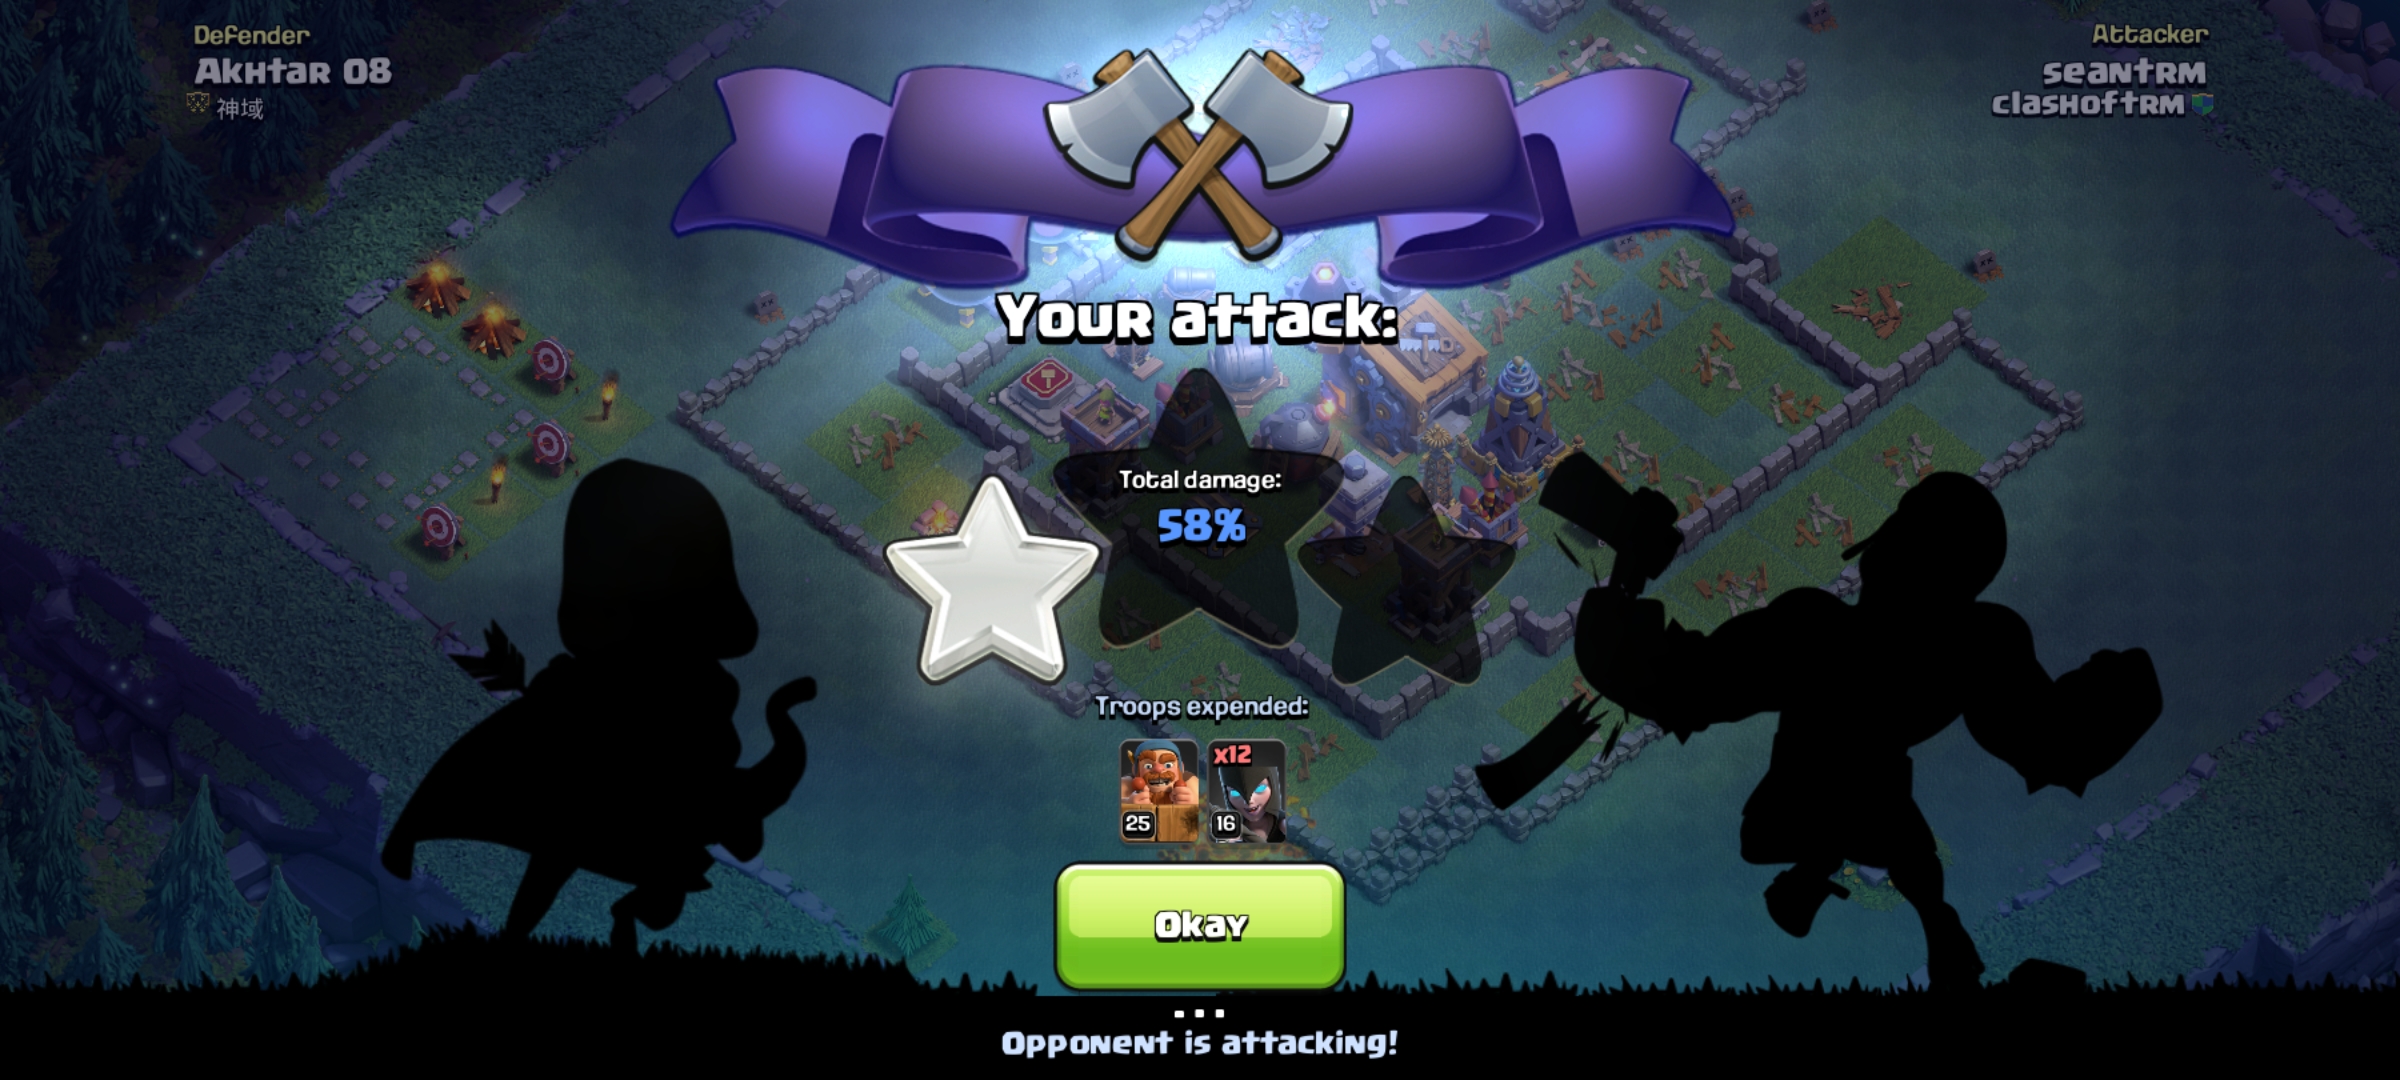 Defender
Akhtar 08
神域
Attacker
seantrm
clashoftrm
Your attack:
Total damage:
58%
Troops expended:
x12
25
16
Okay
...
Opponent is attacking!